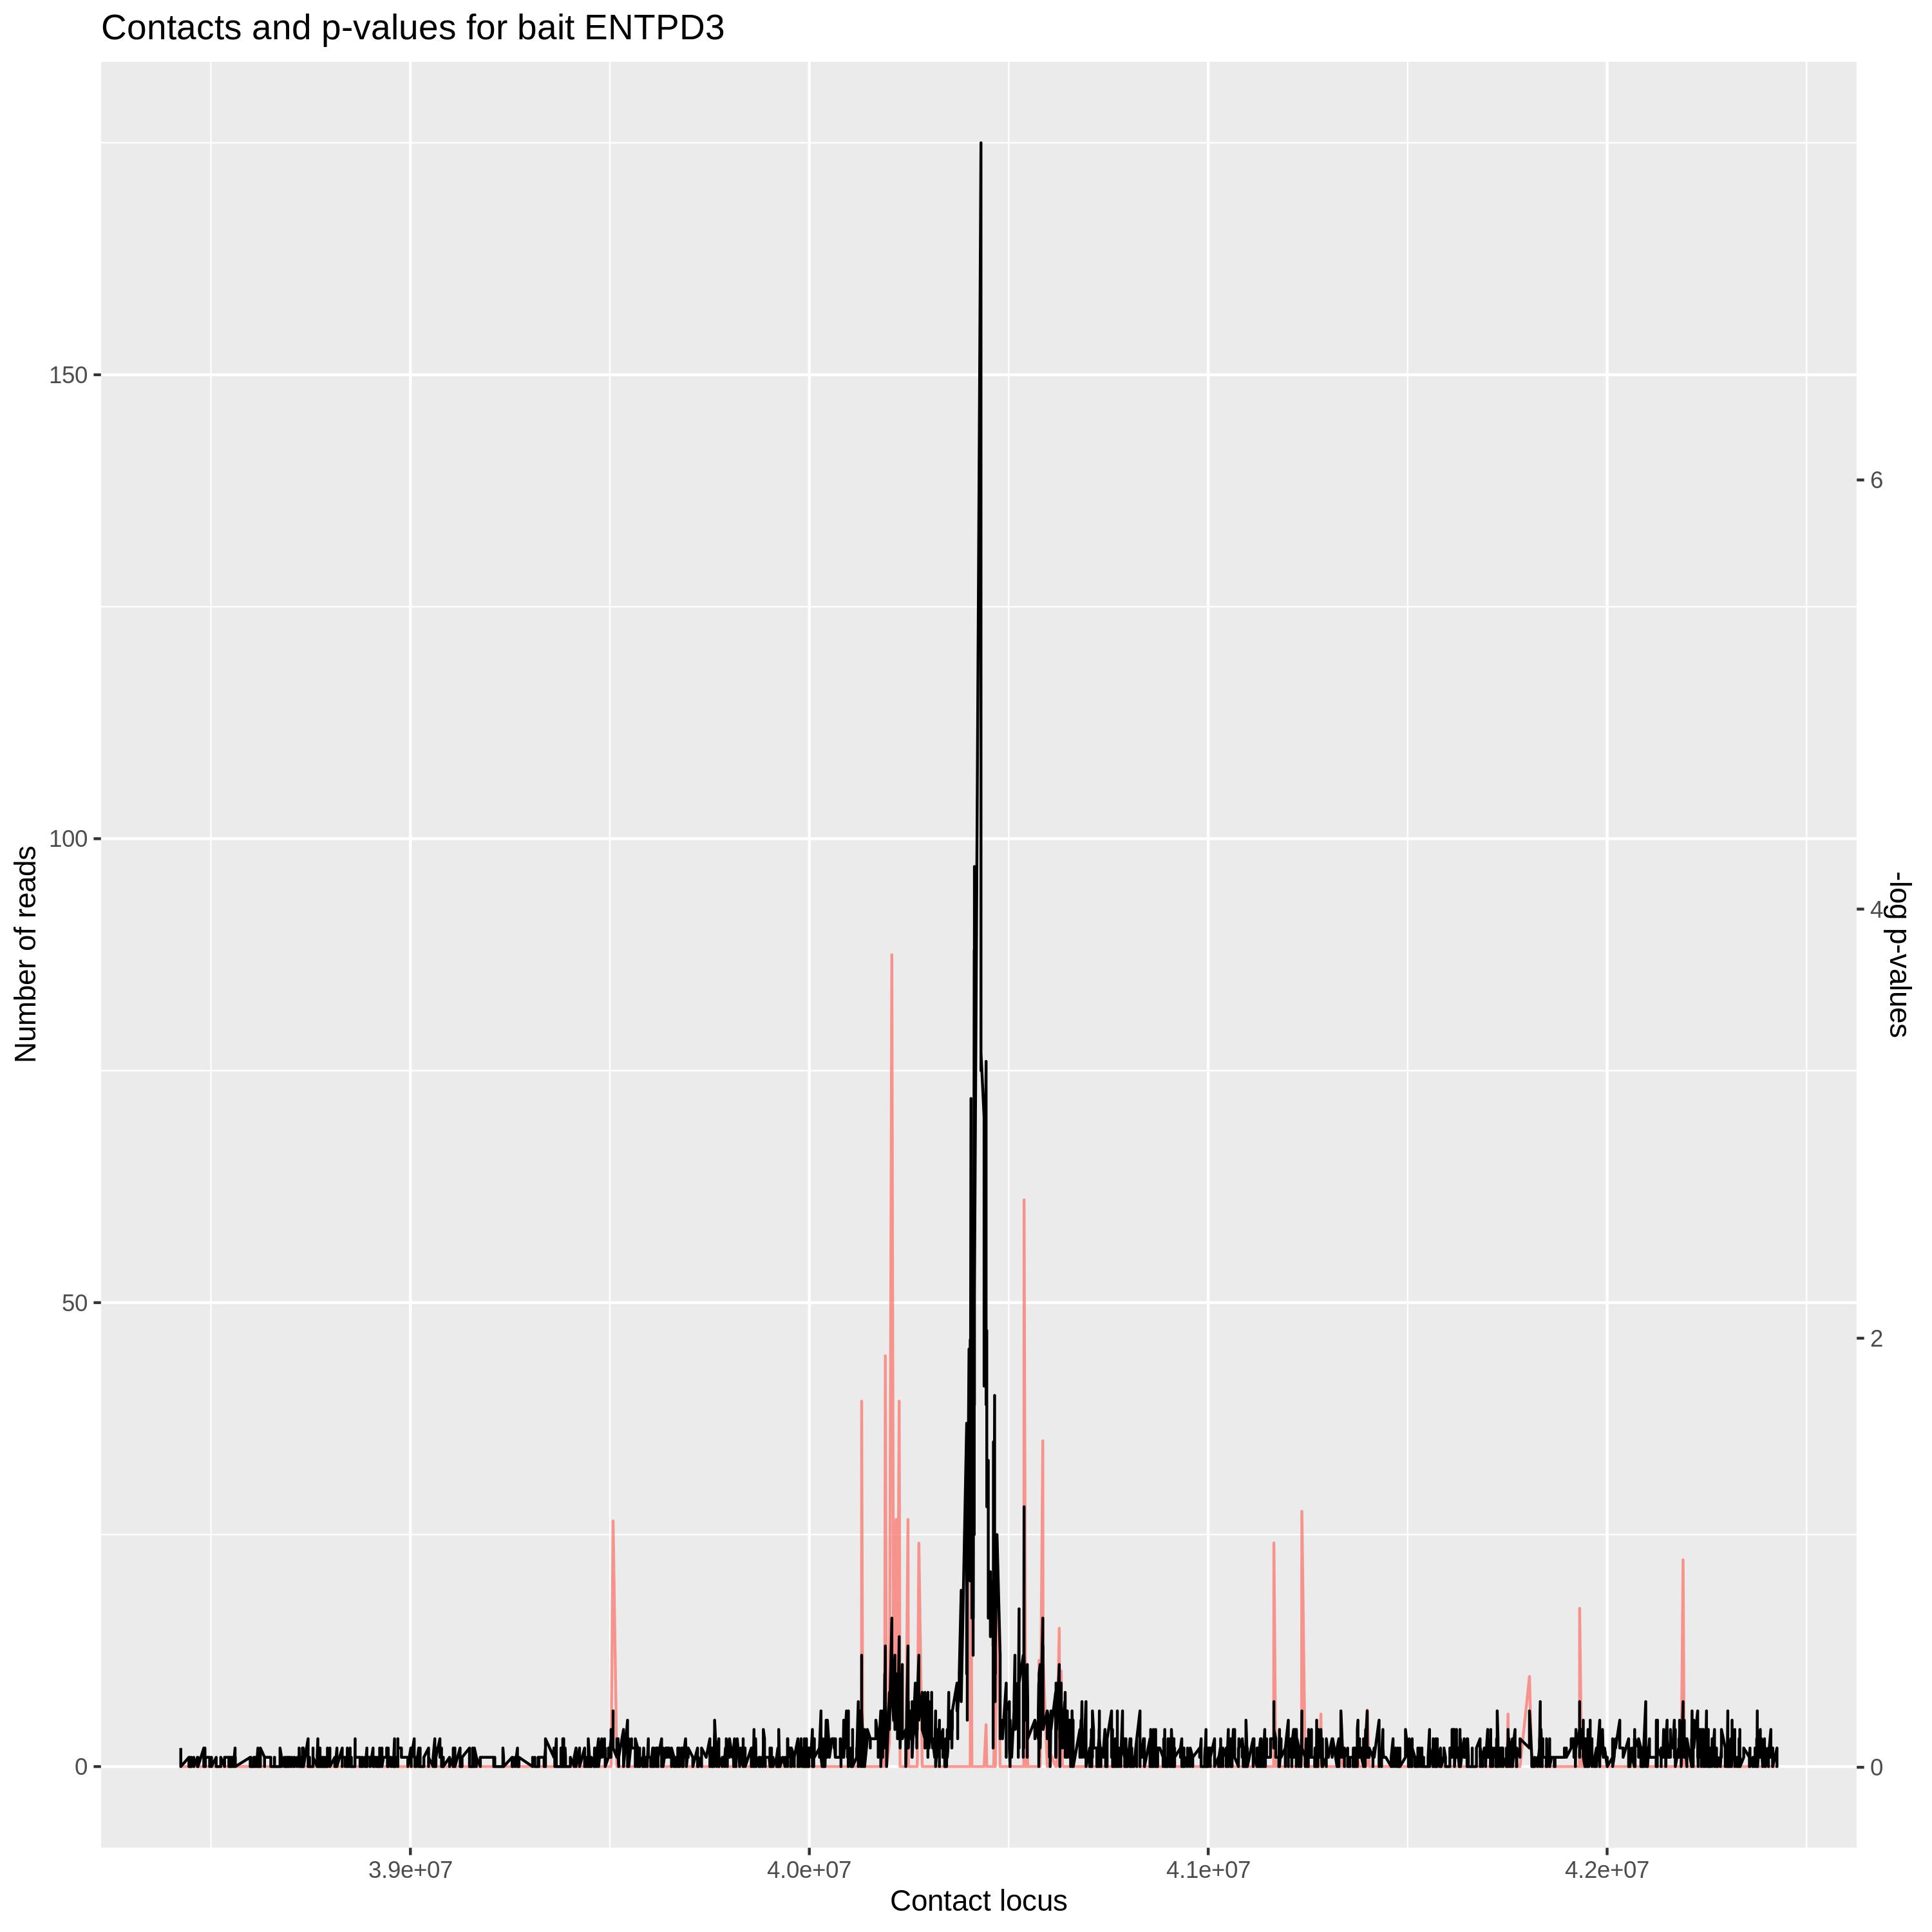 Contacts and p-values for bait ENTPD3
150
100
50
0
Number of reads
6
4
2
0
-log p-values
3.9e+07
4.0e+07
4.1e+07
4.2e+07
Contact locus